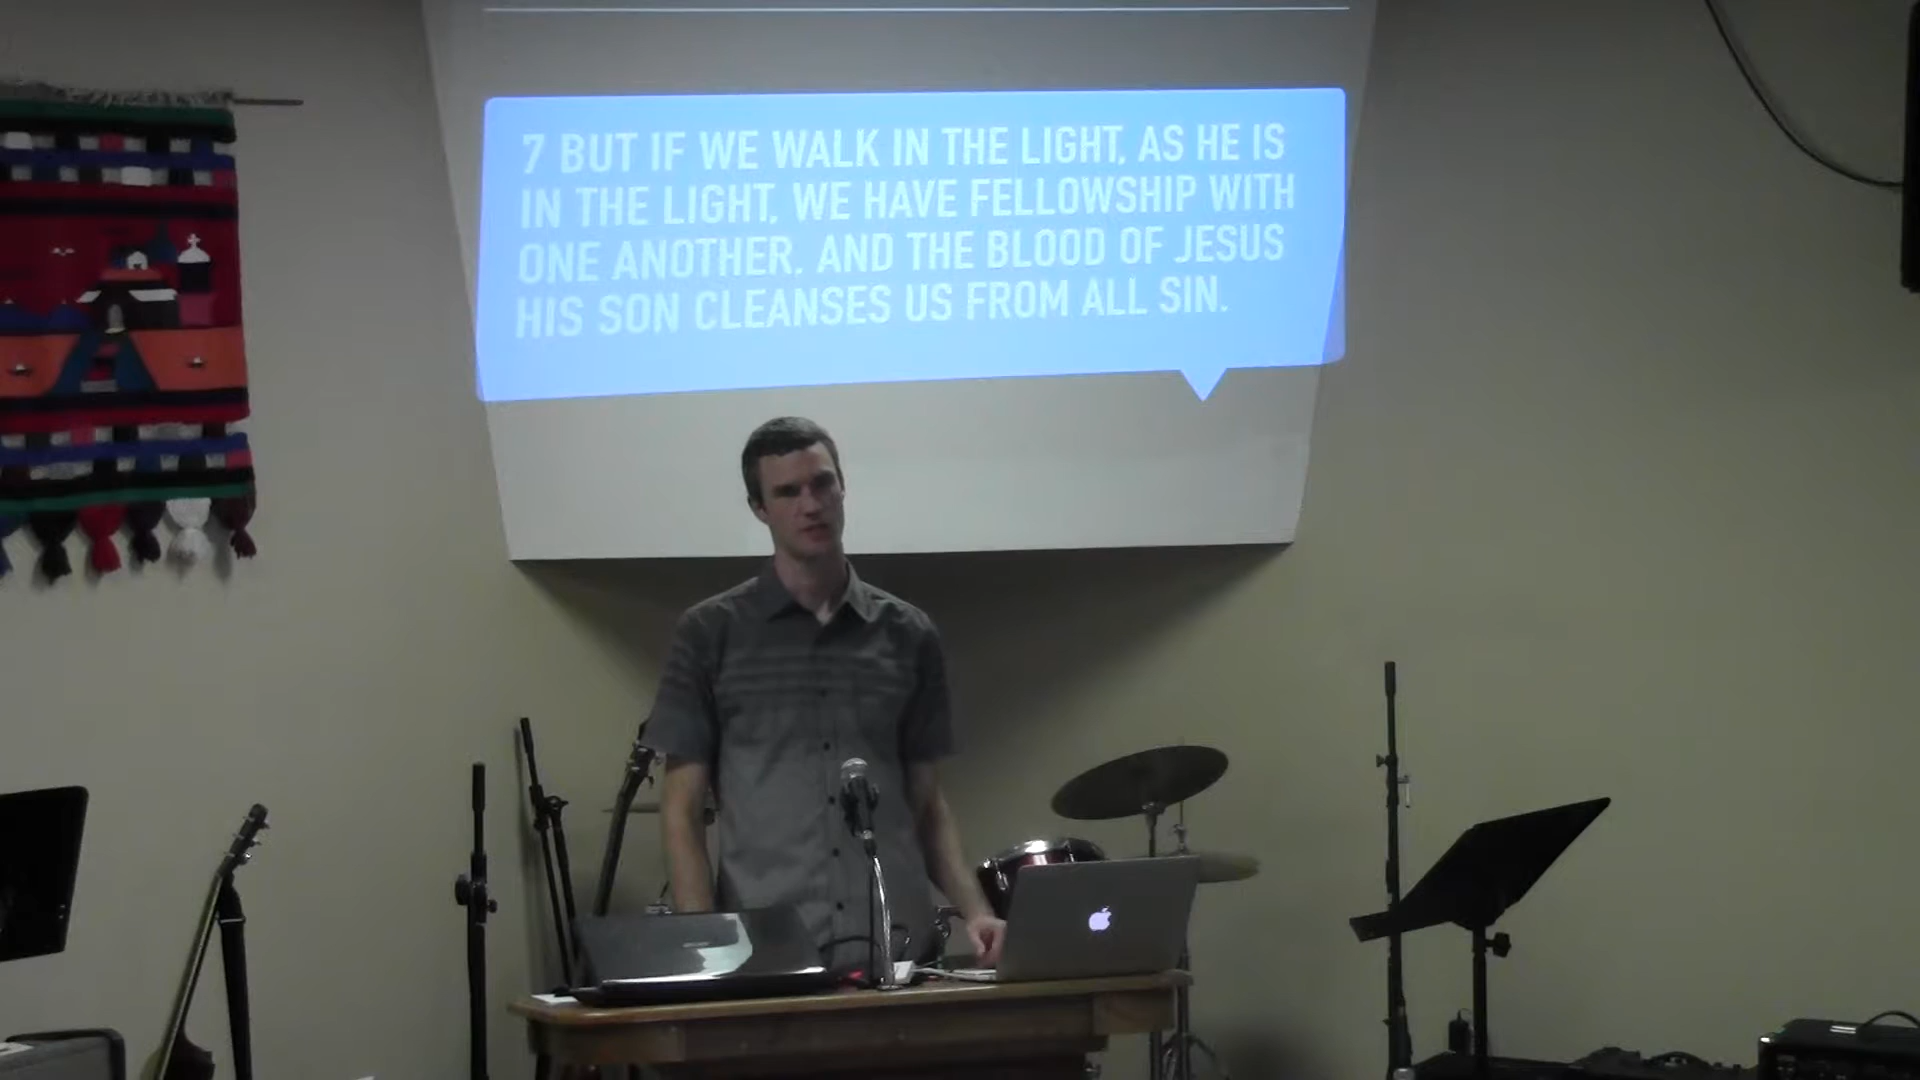 7 BUT IF WE WALK IN THE LIGHT, AS HE IS
IN THE LIGHT, WE HAVE FELLOWSHIP WITH
ONE ANOTHER. AND THE BLOOD OF JESUS
HIS SON CLEANSES US FROM ALL SIN.